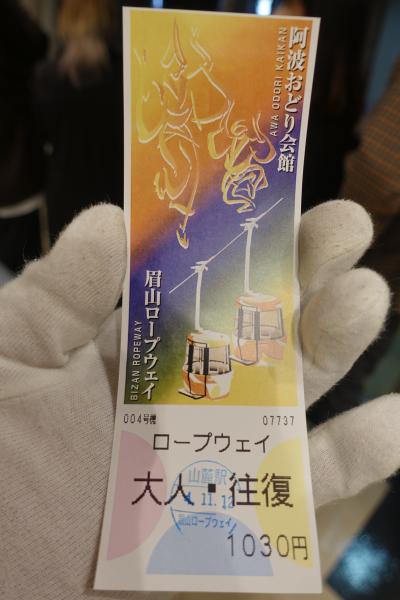 阿波おどり会館
AWA ODORI KAIKAN
眉山ロープウェイ
BIZAN ROPEWAY
004号機
07737
ロープウェイ
大人・往復
山麓駅
.11.12
眉山ロープウェイ
1030円